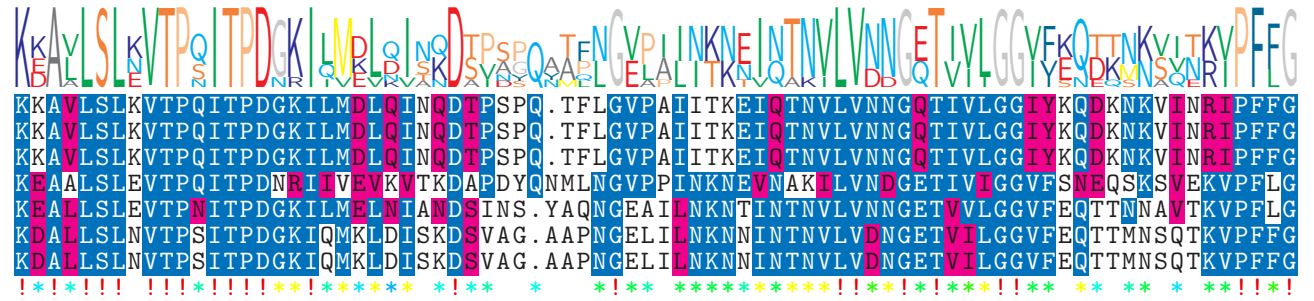 KKAVLSLKVTPQITPDGKILMDLQINQDTPSPQ.TFLGVPAIITKEIQTNVLVNNGQTIVLGGIYKQDKNKVINRIPFFG
KKAVLSLKVTPQITPDGKILMDLQINQDTPSPQ.TFLGVPAIITKEIQTNVLVNNGQTIVLGGIYKQDKNKVINRIPFFG
KKAVLSLKVTPQITPDGKILMDLQINQDTPSPQ.TFLGVPAIITKEIQTNVLVNNGQTIVLGGIYKQDKNKVINRIPFFG
KEAALSLEVTPQITPDNRIIVEVKVTKDAPDYQNMLNGVPPINKNEVNAKILVNDGETIVIGGVFSNEQSKSVEKVPFLG
KEALLSLEVTPNITPDGKILMELNIANDSINS.YAQNGEAILNKNTINTNVLVNNGETVVLGGVFEQTTNNAVTKVPFLG
KDALLSLNVTPSITPDGKIQMKLDISKDSVAG.AAPNGELILNKNNINTNVLVDNGETVILGGVFEQTTMNSQTKVPFFG
KDALLSLNVTPSITPDGKIQMKLDISKDSVAG.AAPNGELILNKNNINTNVLVDNGETVILGGVFEQTTMNSQTKVPFFG